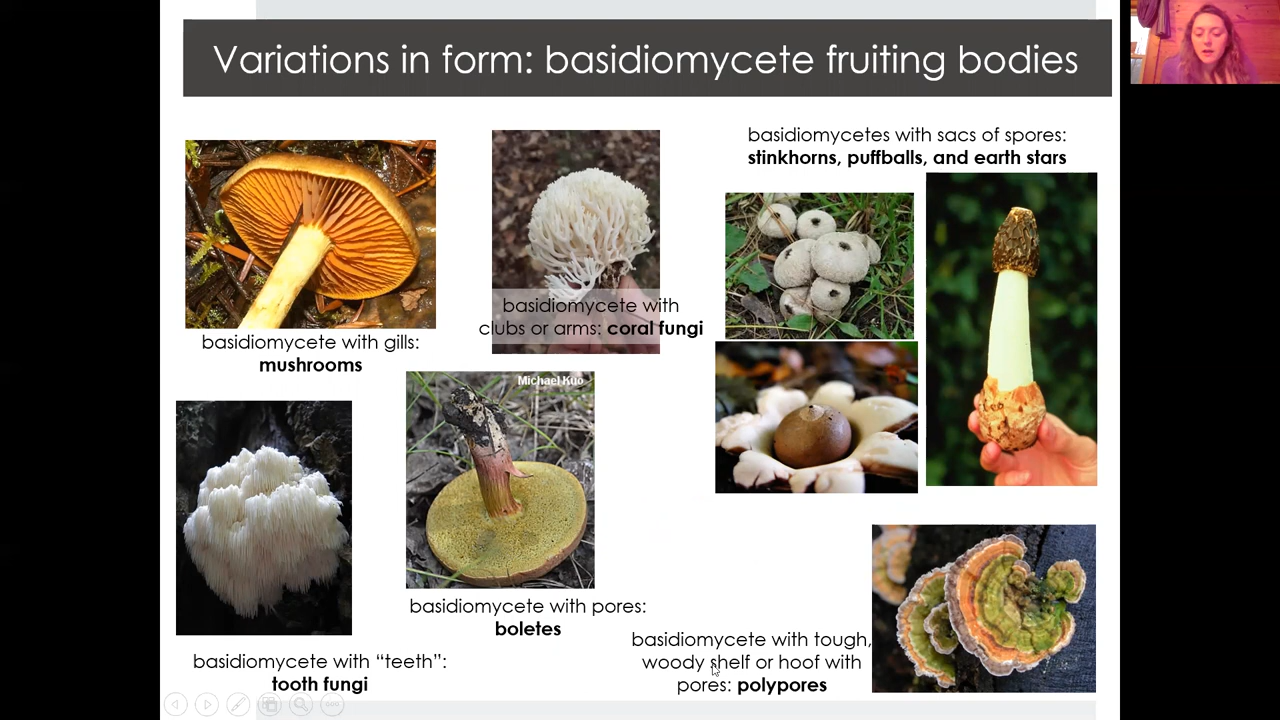 Variations in form: basidiomycete fruiting bodies
basidiomycetes with sacs of spores:
stinkhorns, puffballs, and earth stars
basidiomycete with
clubs or arms: coral fungi
basidiomycete with gills:
mushrooms
Michael Kuo
basidiomycete with pores:
boletes
basidiomycete with tough,
woody shelf or hoof with
pores: polypores
basidiomycete with “teeth”:
tooth fungi